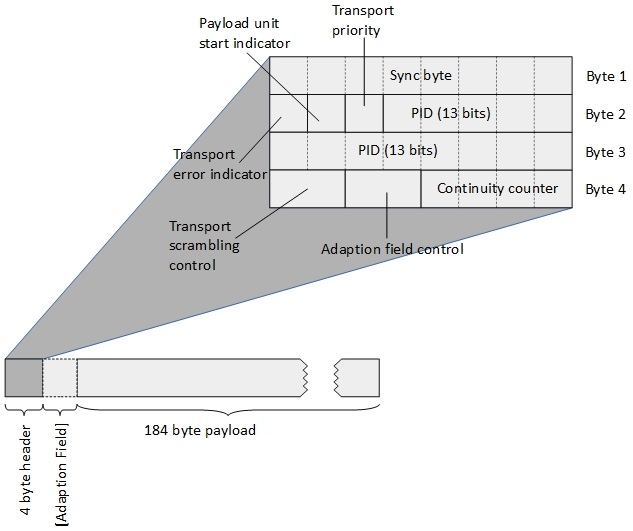 Transport
priority
Payload unit
start indicator
Sync byte
Byte 1
PID (13 bits)
Byte 2
PID (13 bits)
Byte 3
Transport
error indicator
Continuity counter
Byte 4
Transport
scrambling
control
Adaption field control
184 byte payload
4 byte header
[Adaption Field]